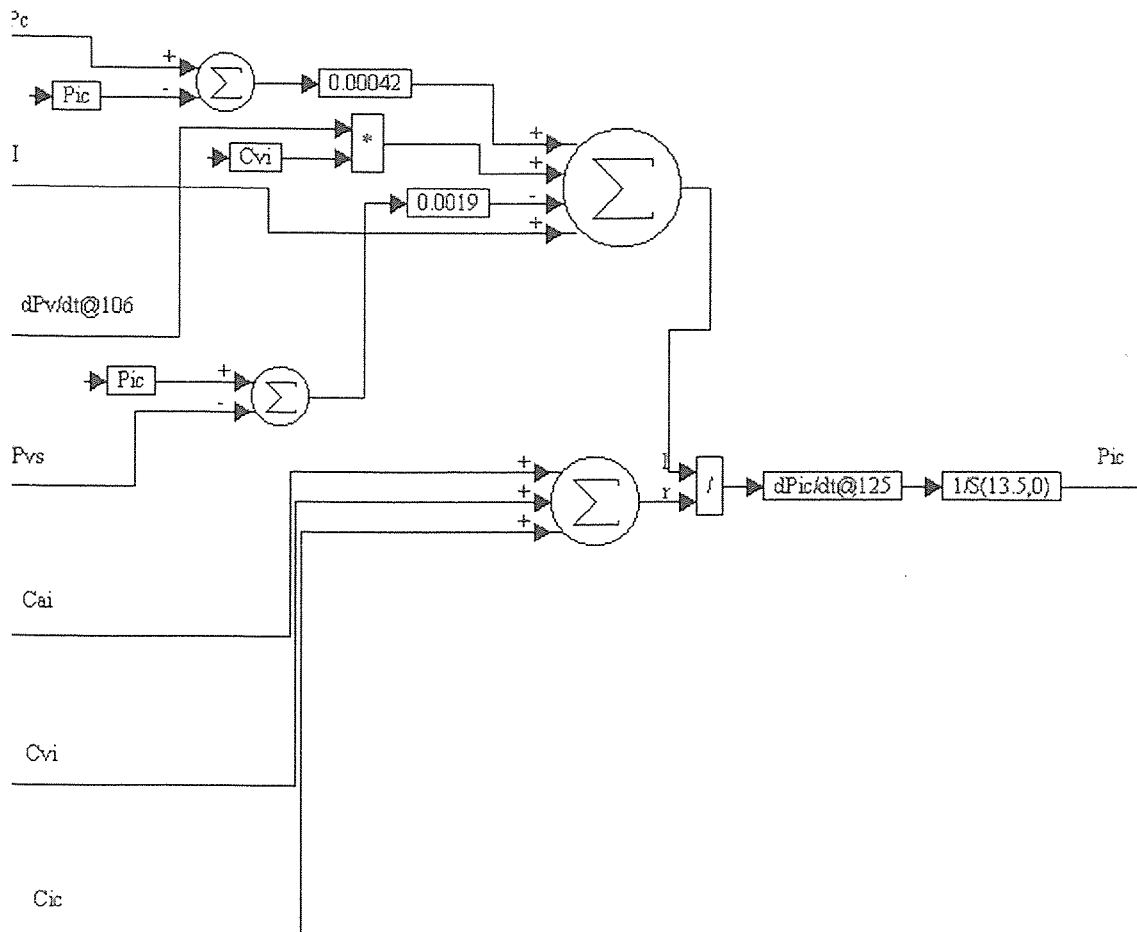 Pc
+
Pic
-
Σ
0.00042
I
*
Cvi
+
+
-
+
Σ
0.0019
dPv/dt@106
Pic
+
-
Σ
Pvs
+
+
+
Σ
l
r
/
dPic/dt@125
1/S(13.5,0)
Pic
Cai
Cvi
Cic